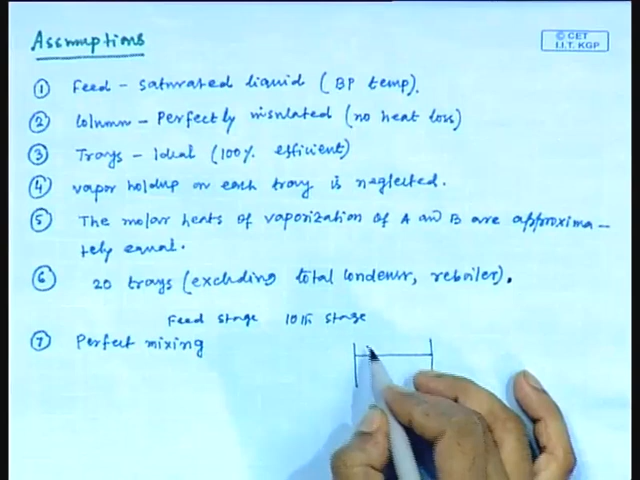 Assumptions
© CET
I.I.T. KGP
① Feed - Saturated liquid (BP temp).
② Column - Perfectly insulated (no heat loss)
③ Trays - Ideal (100% efficient)
④ vapor holdup on each tray is neglected.
⑤ The molar heats of vaporization of A and B are approxima -
tely equal.
⑥ 20 trays (excluding total condenser, reboiler).
Feed stage 10th stage
⑦ Perfect mixing